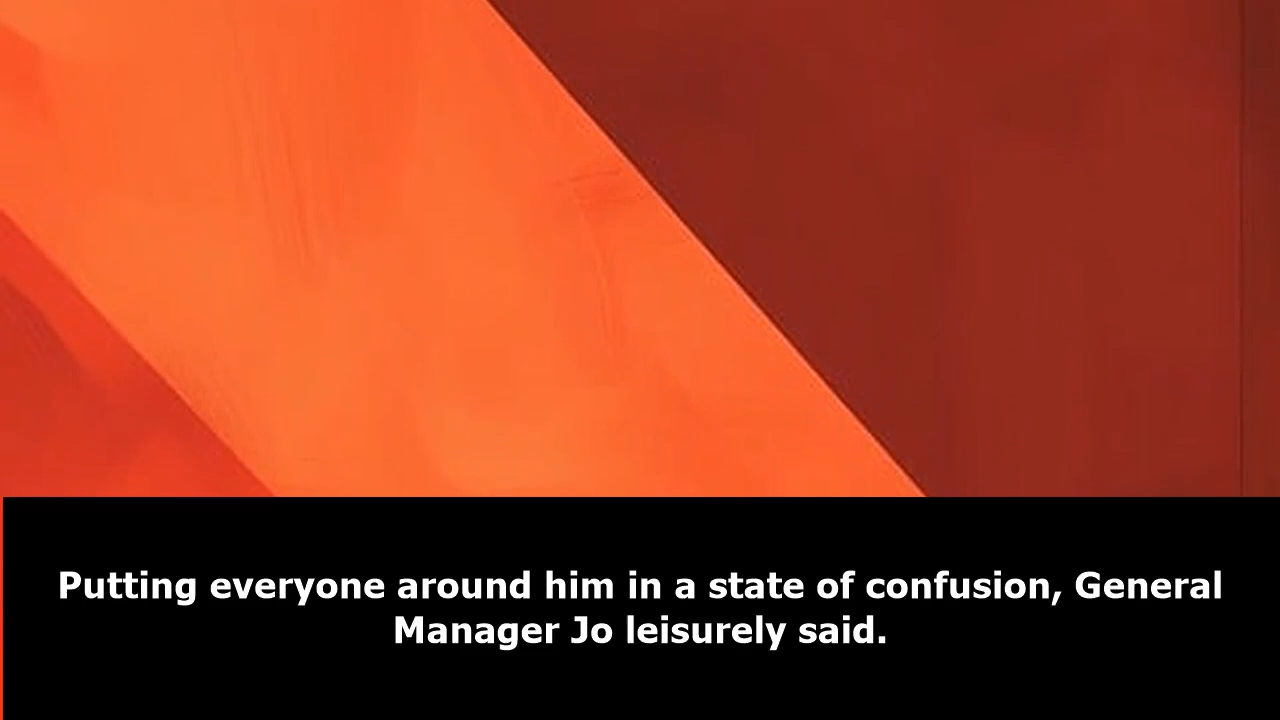 Putting everyone around him in a state of confusion, General
Manager Jo leisurely said.